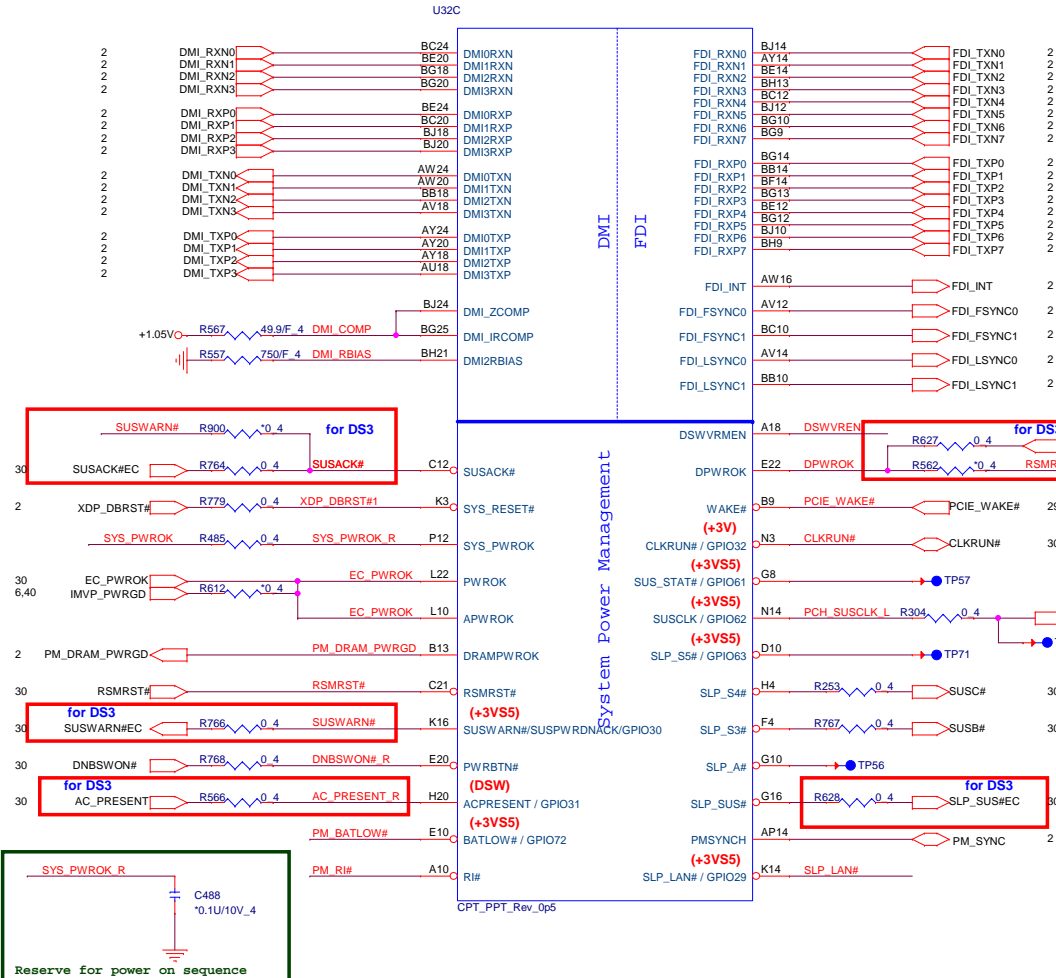 U32C
2 DMI_RXN0 BC24 DMI0RXN FDI_RXN0 BJ14 FDI_TXN0 2
2 DMI_RXN1 BE20 DMI1RXN FDI_RXN1 AY14 FDI_TXN1 2
2 DMI_RXN2 BG18 DMI2RXN FDI_RXN2 BE14 FDI_TXN2 2
2 DMI_RXN3 BG20 DMI3RXN FDI_RXN3 BH13 FDI_TXN3 2
FDI_RXN4 BC12 FDI_TXN4 2
2 DMI_RXP0 BE24 DMI0RXP FDI_RXN5 BJ12 FDI_TXN5 2
2 DMI_RXP1 BC20 DMI1RXP FDI_RXN6 BG10 FDI_TXN6 2
2 DMI_RXP2 BJ18 DMI2RXP FDI_RXN7 BG9 FDI_TXN7 2
2 DMI_RXP3 BJ20 DMI3RXP
FDI_RXP0 BG14 FDI_TXP0 2
2 DMI_TXN0 AW24 DMI0TXN FDI_RXP1 BB14 FDI_TXP1 2
2 DMI_TXN1 AW20 DMI1TXN FDI_RXP2 BF14 FDI_TXP2 2
2 DMI_TXN2 BB18 DMI2TXN FDI_RXP3 BG13 FDI_TXP3 2
2 DMI_TXN3 AV18 DMI3TXN FDI_RXP4 BE12 FDI_TXP4 2
FDI_RXP5 BG12 FDI_TXP5 2
2 DMI_TXP0 AY24 DMI0TXP FDI_RXP6 BJ10 FDI_TXP6 2
2 DMI_TXP1 AY20 DMI1TXP FDI_RXP7 BH9 FDI_TXP7 2
2 DMI_TXP2 AY18 DMI2TXP
2 DMI_TXP3 AU18 DMI3TXP
DMI FDI
FDI_INT AW16 FDI_INT 2
BJ24 DMI_ZCOMP FDI_FSYNC0 AV12 FDI_FSYNC0 2
+1.05V R567 49.9/F_4 DMI_COMP BG25 DMI_IRCOMP FDI_FSYNC1 BC10 FDI_FSYNC1 2
R557 750/F_4 DMI_RBIAS BH21 DMI2RBIAS FDI_LSYNC0 AV14 FDI_LSYNC0 2
FDI_LSYNC1 BB10 FDI_LSYNC1 2
System Power Management
SUSWARN# R900 *0_4 for DS3 DSWVRMEN A18 DSWVREN for DS3
R627 0_4
30 SUSACK#EC R764 0_4 SUSACK# C12 SUSACK# DPWROK E22 DPWROK R562 *0_4 RSMR
2 XDP_DBRST# R779 0_4 XDP_DBRST#1 K3 SYS_RESET# WAKE# B9 PCIE_WAKE# PCIE_WAKE# 29
(+3V)
SYS_PWROK R485 0_4 SYS_PWROK_R P12 SYS_PWROK CLKRUN# / GPIO32 N3 CLKRUN# CLKRUN# 30
(+3VS5)
30 EC_PWROK EC_PWROK L22 PWROK SUS_STAT# / GPIO61 G8 TP57
6,40 IMVP_PWRGD R612 *0_4
(+3VS5)
EC_PWROK L10 APWROK SUSCLK / GPIO62 N14 PCH_SUSCLK_L R304 0_4
(+3VS5)
2 PM_DRAM_PWRGD PM_DRAM_PWRGD B13 DRAMPWROK SLP_S5# / GPIO63 D10 TP71
30 RSMRST# RSMRST# C21 RSMRST# SLP_S4# H4 R253 0_4 SUSC# 30
for DS3 (+3VS5)
30 SUSWARN#EC R766 0_4 SUSWARN# K16 SUSWARN#/SUSPWRDNACK/GPIO30 SLP_S3# F4 R767 0_4 SUSB# 30
30 DNBSWON# R768 0_4 DNBSWON#_R E20 PWRBTN# SLP_A# G10 TP56
for DS3 (DSW) for DS3
30 AC_PRESENT R566 0_4 AC_PRESENT_R H20 ACPRESENT / GPIO31 SLP_SUS# G16 R628 0_4 SLP_SUS#EC 30
(+3VS5)
PM_BATLOW# E10 BATLOW# / GPIO72 PMSYNCH AP14 PM_SYNC 2
(+3VS5)
PM_RI# A10 RI# SLP_LAN# / GPIO29 K14 SLP_LAN#
CPT_PPT_Rev_0p5
SYS_PWROK_R
C488
*0.1U/10V_4
Reserve for power on sequence